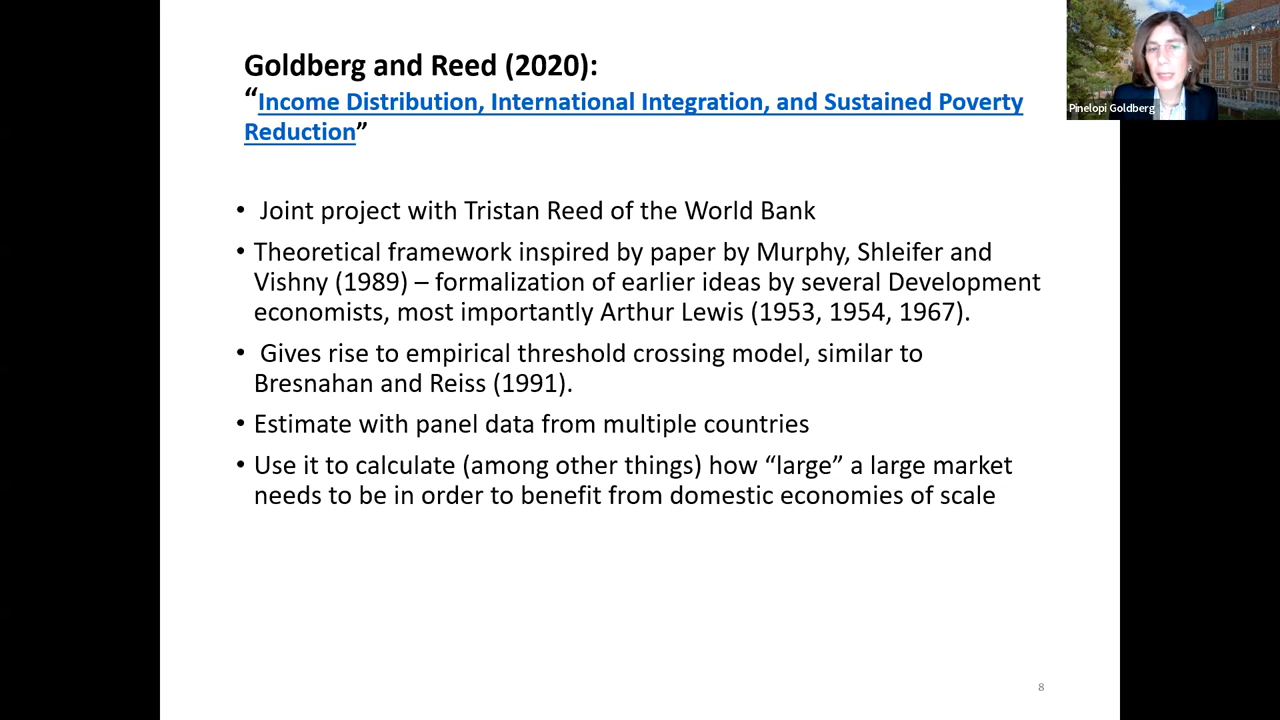 Goldberg and Reed (2020):
“Income Distribution, International Integration, and Sustained Poverty
Reduction”
• Joint project with Tristan Reed of the World Bank
• Theoretical framework inspired by paper by Murphy, Shleifer and
Vishny (1989) – formalization of earlier ideas by several Development
economists, most importantly Arthur Lewis (1953, 1954, 1967).
• Gives rise to empirical threshold crossing model, similar to
Bresnahan and Reiss (1991).
• Estimate with panel data from multiple countries
• Use it to calculate (among other things) how “large” a large market
needs to be in order to benefit from domestic economies of scale
8
Pinelopi Goldberg